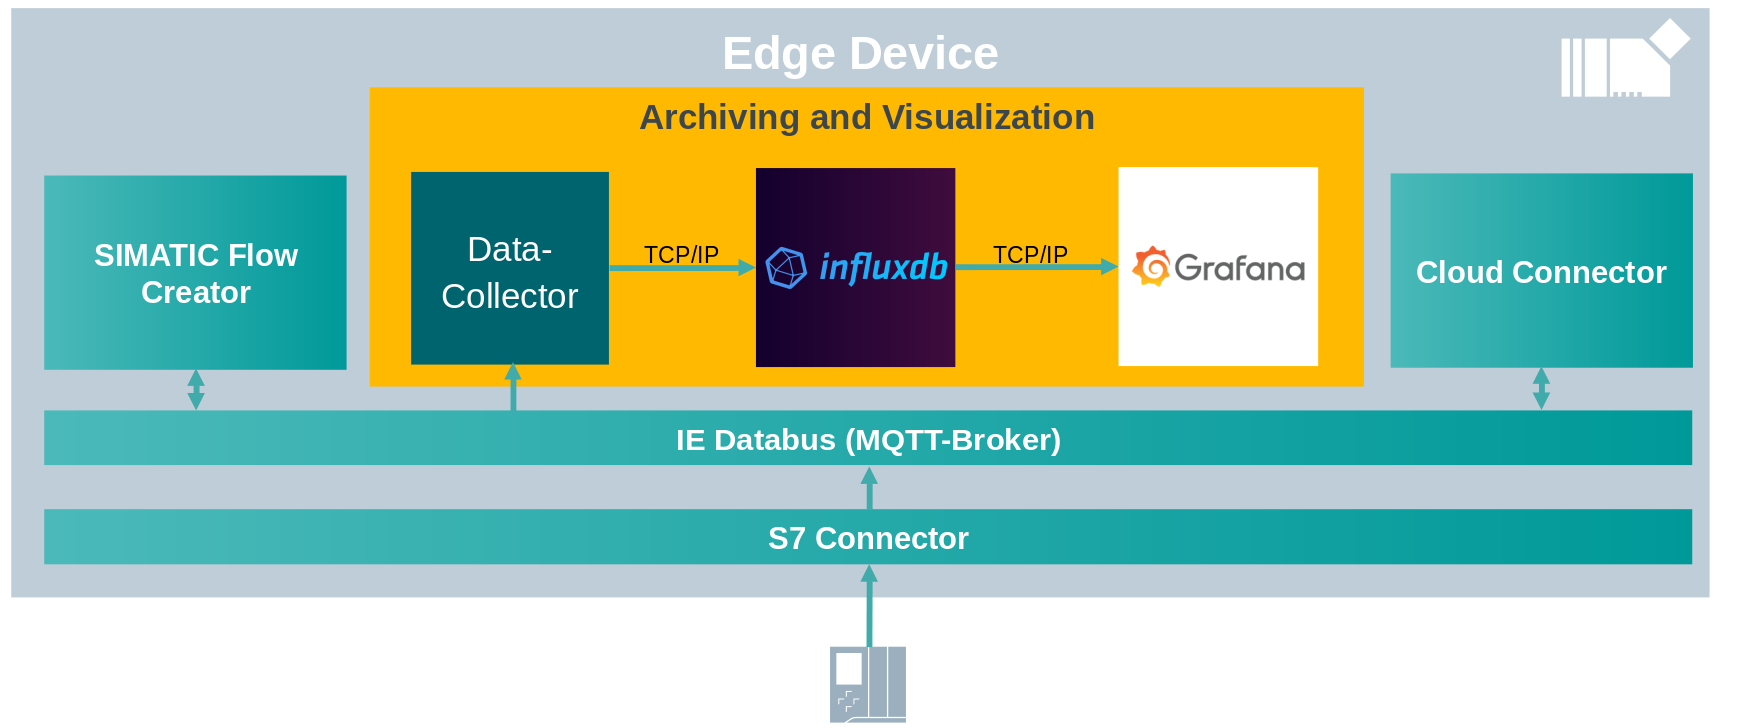 Edge Device
Archiving and Visualization
SIMATIC Flow
Creator
Data-
Collector
TCP/IP
influxdb
TCP/IP
Grafana
Cloud Connector
IE Databus (MQTT-Broker)
S7 Connector